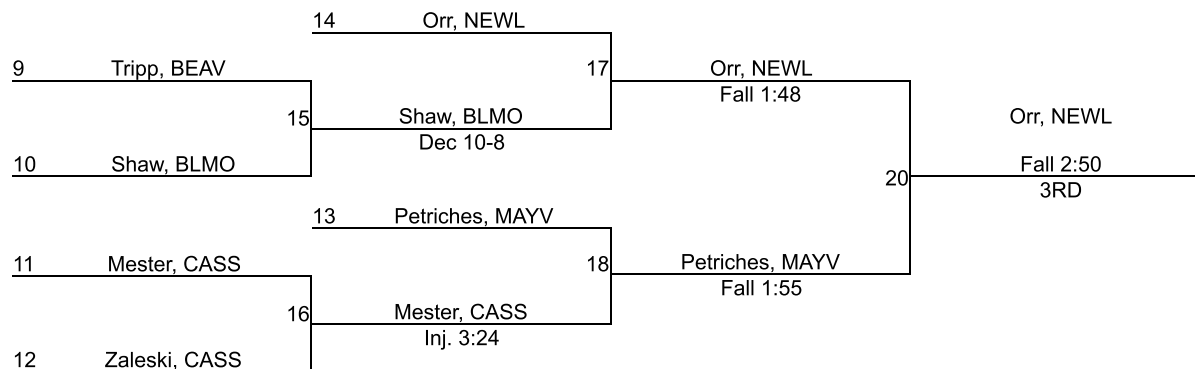 14 Orr, NEWL
9 Tripp, BEAV
17 Orr, NEWL
Fall 1:48
15 Shaw, BLMO
Dec 10-8
Orr, NEWL
10 Shaw, BLMO
20 Fall 2:50
3RD
13 Petriches, MAYV
11 Mester, CASS
18 Petriches, MAYV
Fall 1:55
16 Mester, CASS
Inj. 3:24
12 Zaleski, CASS